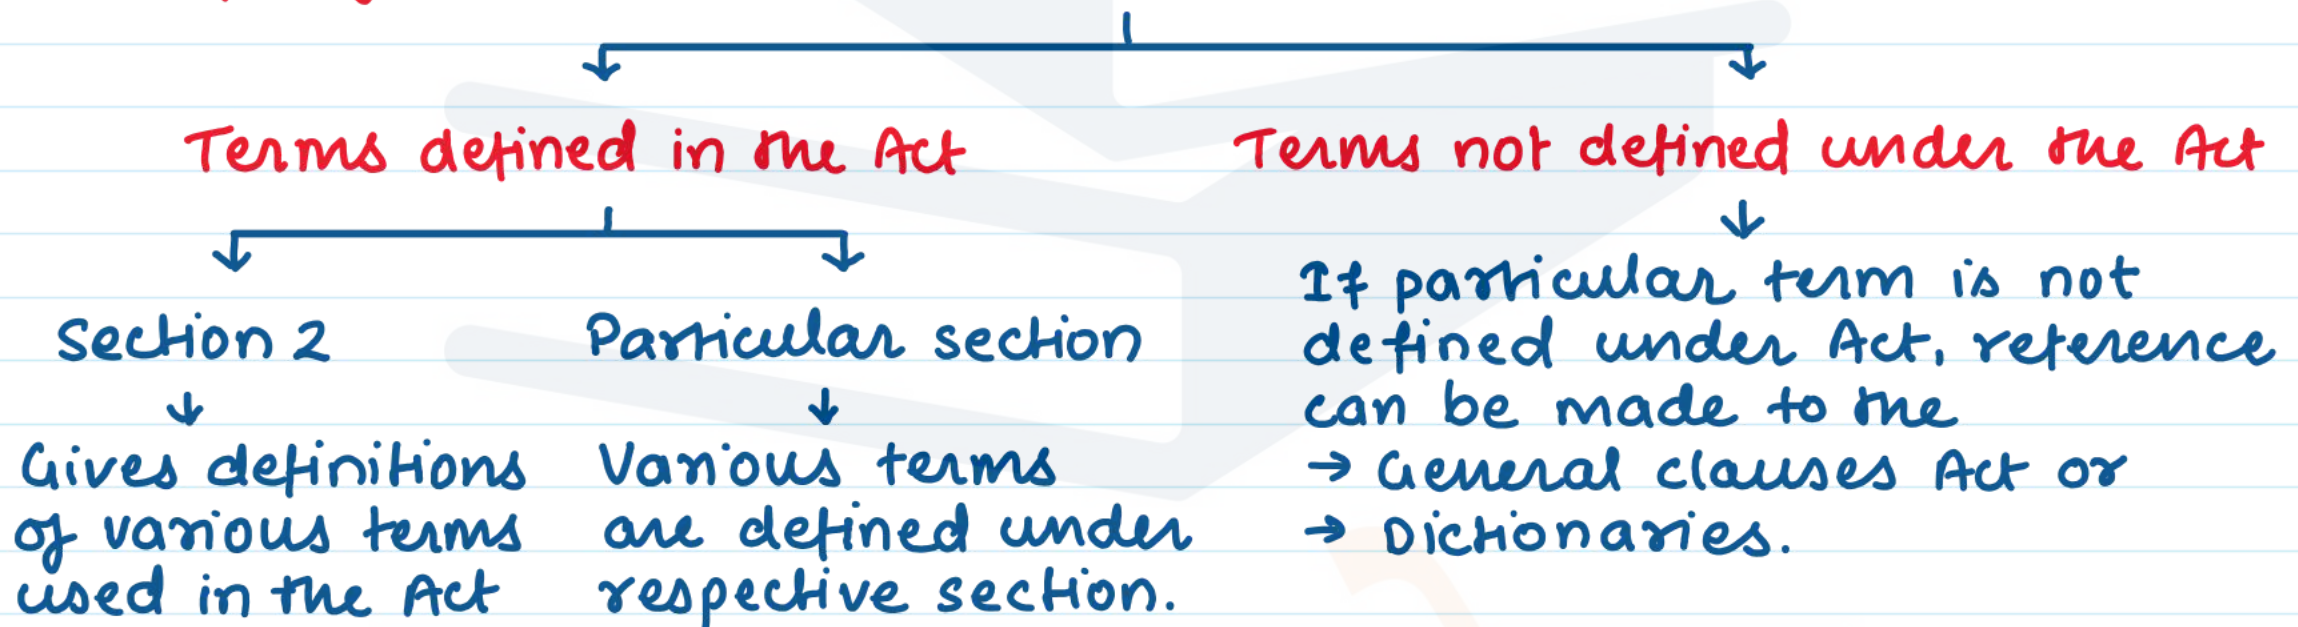 Terms defined in the Act
Terms not defined under the Act
Section 2
Particular section
Gives definitions
of various terms
used in the Act
Various terms
are defined under
respective section.
If particular term is not
defined under Act, reference
can be made to the
→ General clauses Act or
→ Dictionaries.